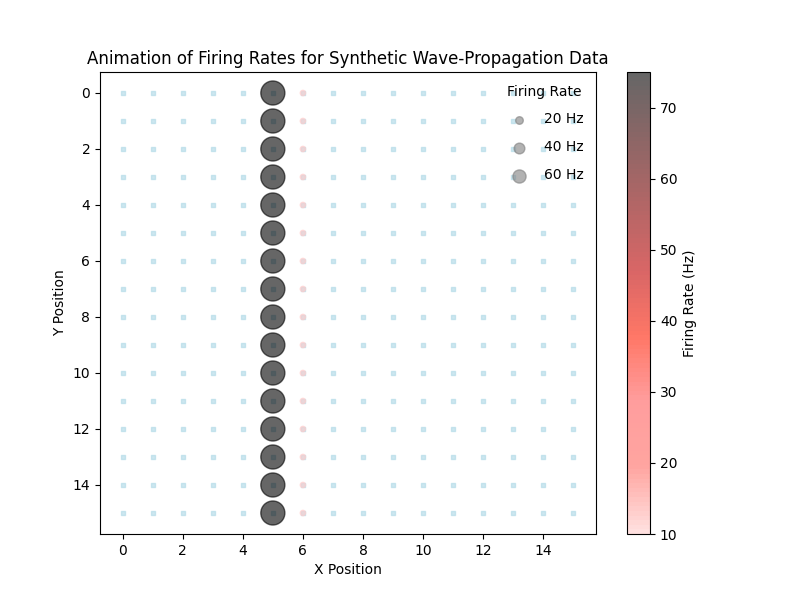 Animation of Firing Rates for Synthetic Wave-Propagation Data
Firing Rate
20 Hz
40 Hz
60 Hz
0
2
4
6
8
10
12
14
Y Position
0 2 4 6 8 10 12 14
X Position
70
60
50
40
30
20
10
Firing Rate (Hz)